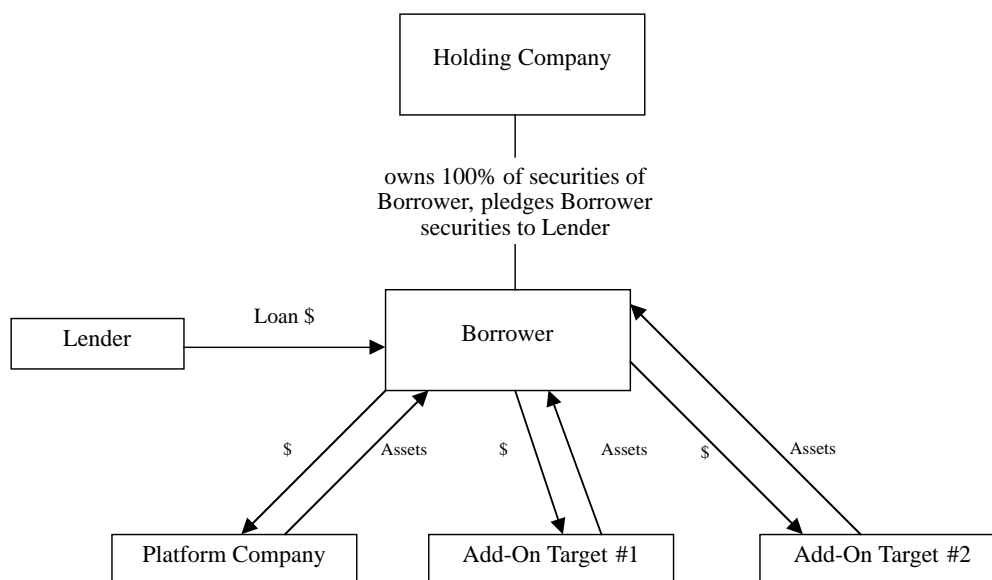 Holding Company
owns 100% of securities of
Borrower, pledges Borrower
securities to Lender
Loan $
Lender
Borrower
$
Assets
$
Assets
$
Assets
Platform Company
Add-On Target #1
Add-On Target #2